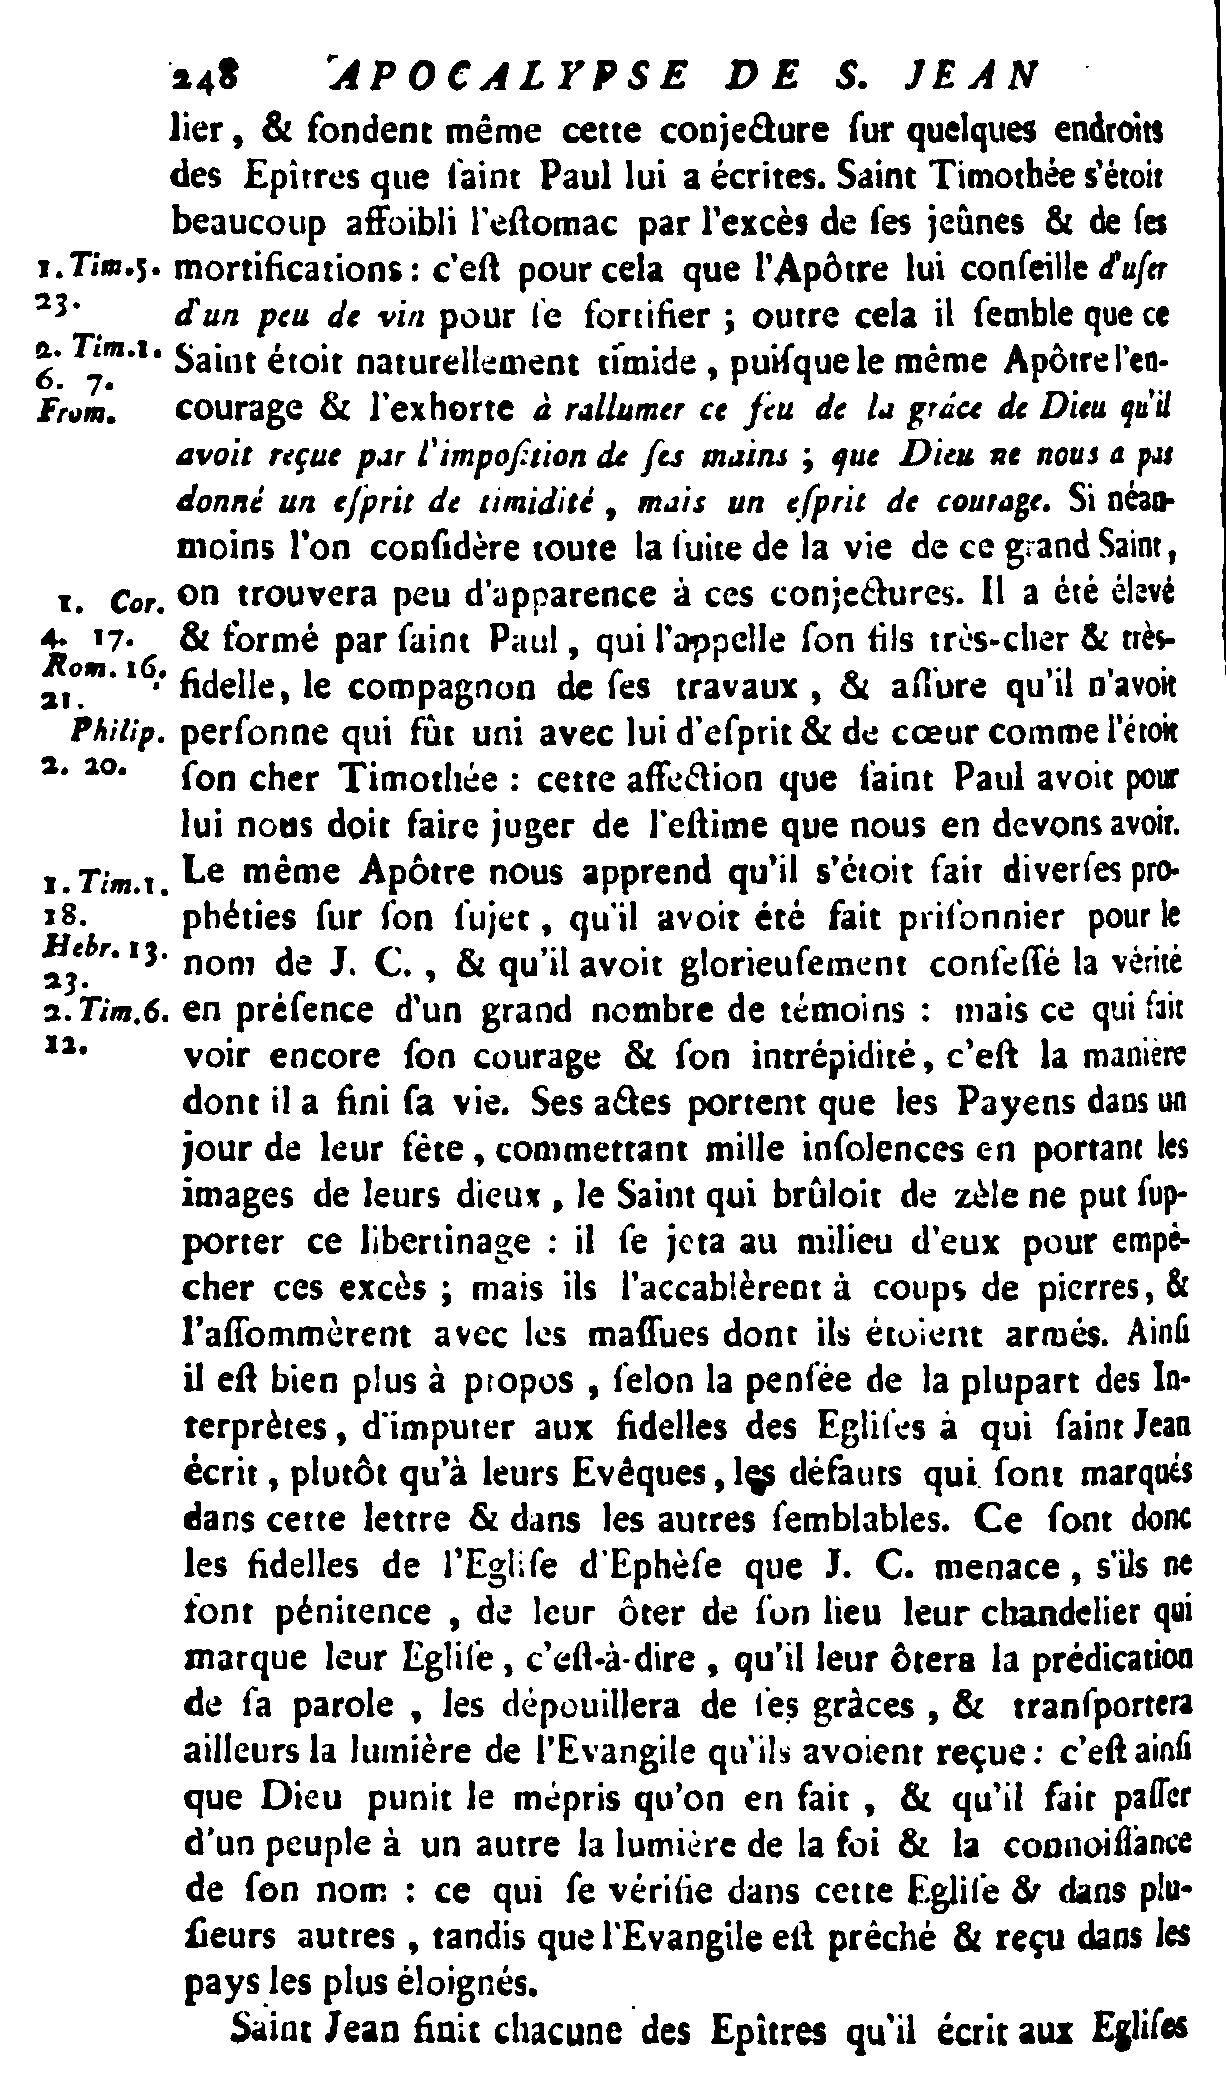 248 APOCALYPSE DE S. JEAN
lier, & fondent même cette conjecture ſur quelques endroits
des Epîtres que ſaint Paul lui a écrites. Saint Timothée s'étoit
beaucoup affoibli l'eſtomac par l'excès de ſes jeûnes & de ſes
1. Tim. 5. mortifications : c'eſt pour cela que l'Apôtre lui conſeille d'uſer
23. d'un peu de vin pour ſe fortifier ; outre cela il ſemble que ce
2. Tim. 1. Saint étoit naturellement timide, puiſque le même Apôtre l'en-
6. 7.
From. courage & l'exhorte à rallumer ce feu de la grâce de Dieu qu'il
avoit reçue par l'impoſition de ſes mains ; que Dieu ne nous a pas
donné un eſprit de timidité, mais un eſprit de courage. Si néan-
moins l'on conſidère toute la ſuite de la vie de ce grand Saint,
1. Cor. on trouvera peu d'apparence à ces conjectures. Il a été élevé
4. 17. & formé par ſaint Paul, qui l'appelle ſon fils très-cher & très-
Rom. 16. fidelle, le compagnon de ſes travaux, & aſſure qu'il n'avoit
21.
Philip. perſonne qui fût uni avec lui d'eſprit & de cœur comme l'étoit
2. 20. ſon cher Timothée : cette affection que ſaint Paul avoit pour
lui nous doit faire juger de l'eſtime que nous en devons avoir.
1. Tim. 1. Le même Apôtre nous apprend qu'il s'étoit fait diverſes pro-
18. phéties ſur ſon ſujet, qu'il avoit été fait priſonnier pour le
Hebr. 13. nom de J. C., & qu'il avoit glorieuſement confeſſé la vérité
23.
2. Tim. 6. en préſence d'un grand nombre de témoins : mais ce qui fait
12. voir encore ſon courage & ſon intrépidité, c'eſt la manière
dont il a fini ſa vie. Ses actes portent que les Payens dans un
jour de leur fête, commettant mille inſolences en portant les
images de leurs dieux, le Saint qui brûloit de zèle ne put ſup-
porter ce libertinage : il ſe jeta au milieu d'eux pour empê-
cher ces excès ; mais ils l'accablèrent à coups de pierres, &
l'aſſommèrent avec les maſſues dont ils étoient armés. Ainſi
il eſt bien plus à propos, ſelon la penſée de la plupart des In-
terprètes, d'imputer aux fidelles des Egliſes à qui ſaint Jean
écrit, plutôt qu'à leurs Evêques, les défauts qui ſont marqués
dans cette lettre & dans les autres ſemblables. Ce ſont donc
les fidelles de l'Egliſe d'Ephèſe que J. C. menace, s'ils ne
font pénitence, de leur ôter de ſon lieu leur chandelier qui
marque leur Egliſe, c'eſt-à-dire, qu'il leur ôtera la prédication
de ſa parole, les dépouillera de ſes grâces, & tranſportera
ailleurs la lumière de l'Evangile qu'ils avoient reçue : c'eſt ainſi
que Dieu punit le mépris qu'on en fait, & qu'il fait paſſer
d'un peuple à un autre la lumière de la foi & la connoiſſance
de ſon nom : ce qui ſe vérifie dans cette Egliſe & dans plu-
ſieurs autres, tandis que l'Evangile eſt prêché & reçu dans les
pays les plus éloignés.
Saint Jean finit chacune des Epîtres qu'il écrit aux Egliſes